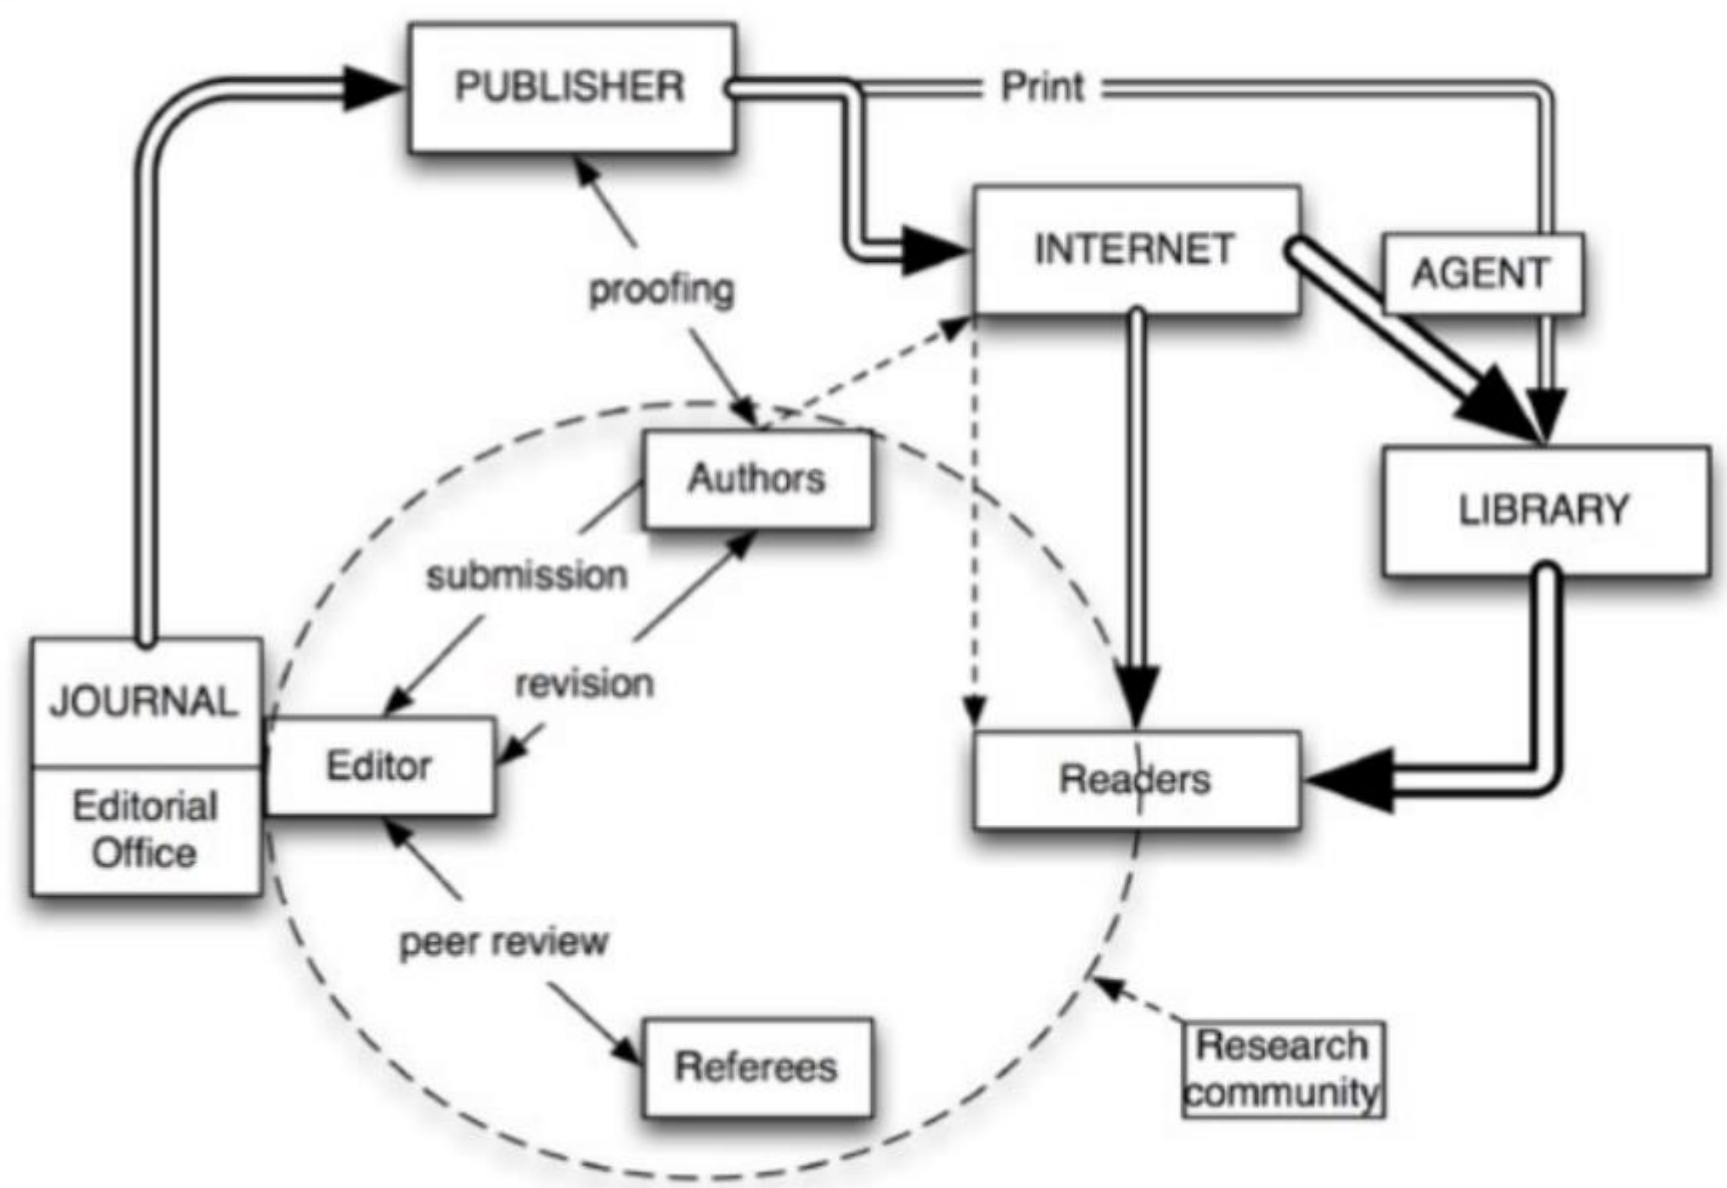 PUBLISHER
Print
INTERNET
AGENT
proofing
Authors
LIBRARY
submission
revision
JOURNAL
Editor
Readers
Editorial
Office
peer review
Referees
Research
community